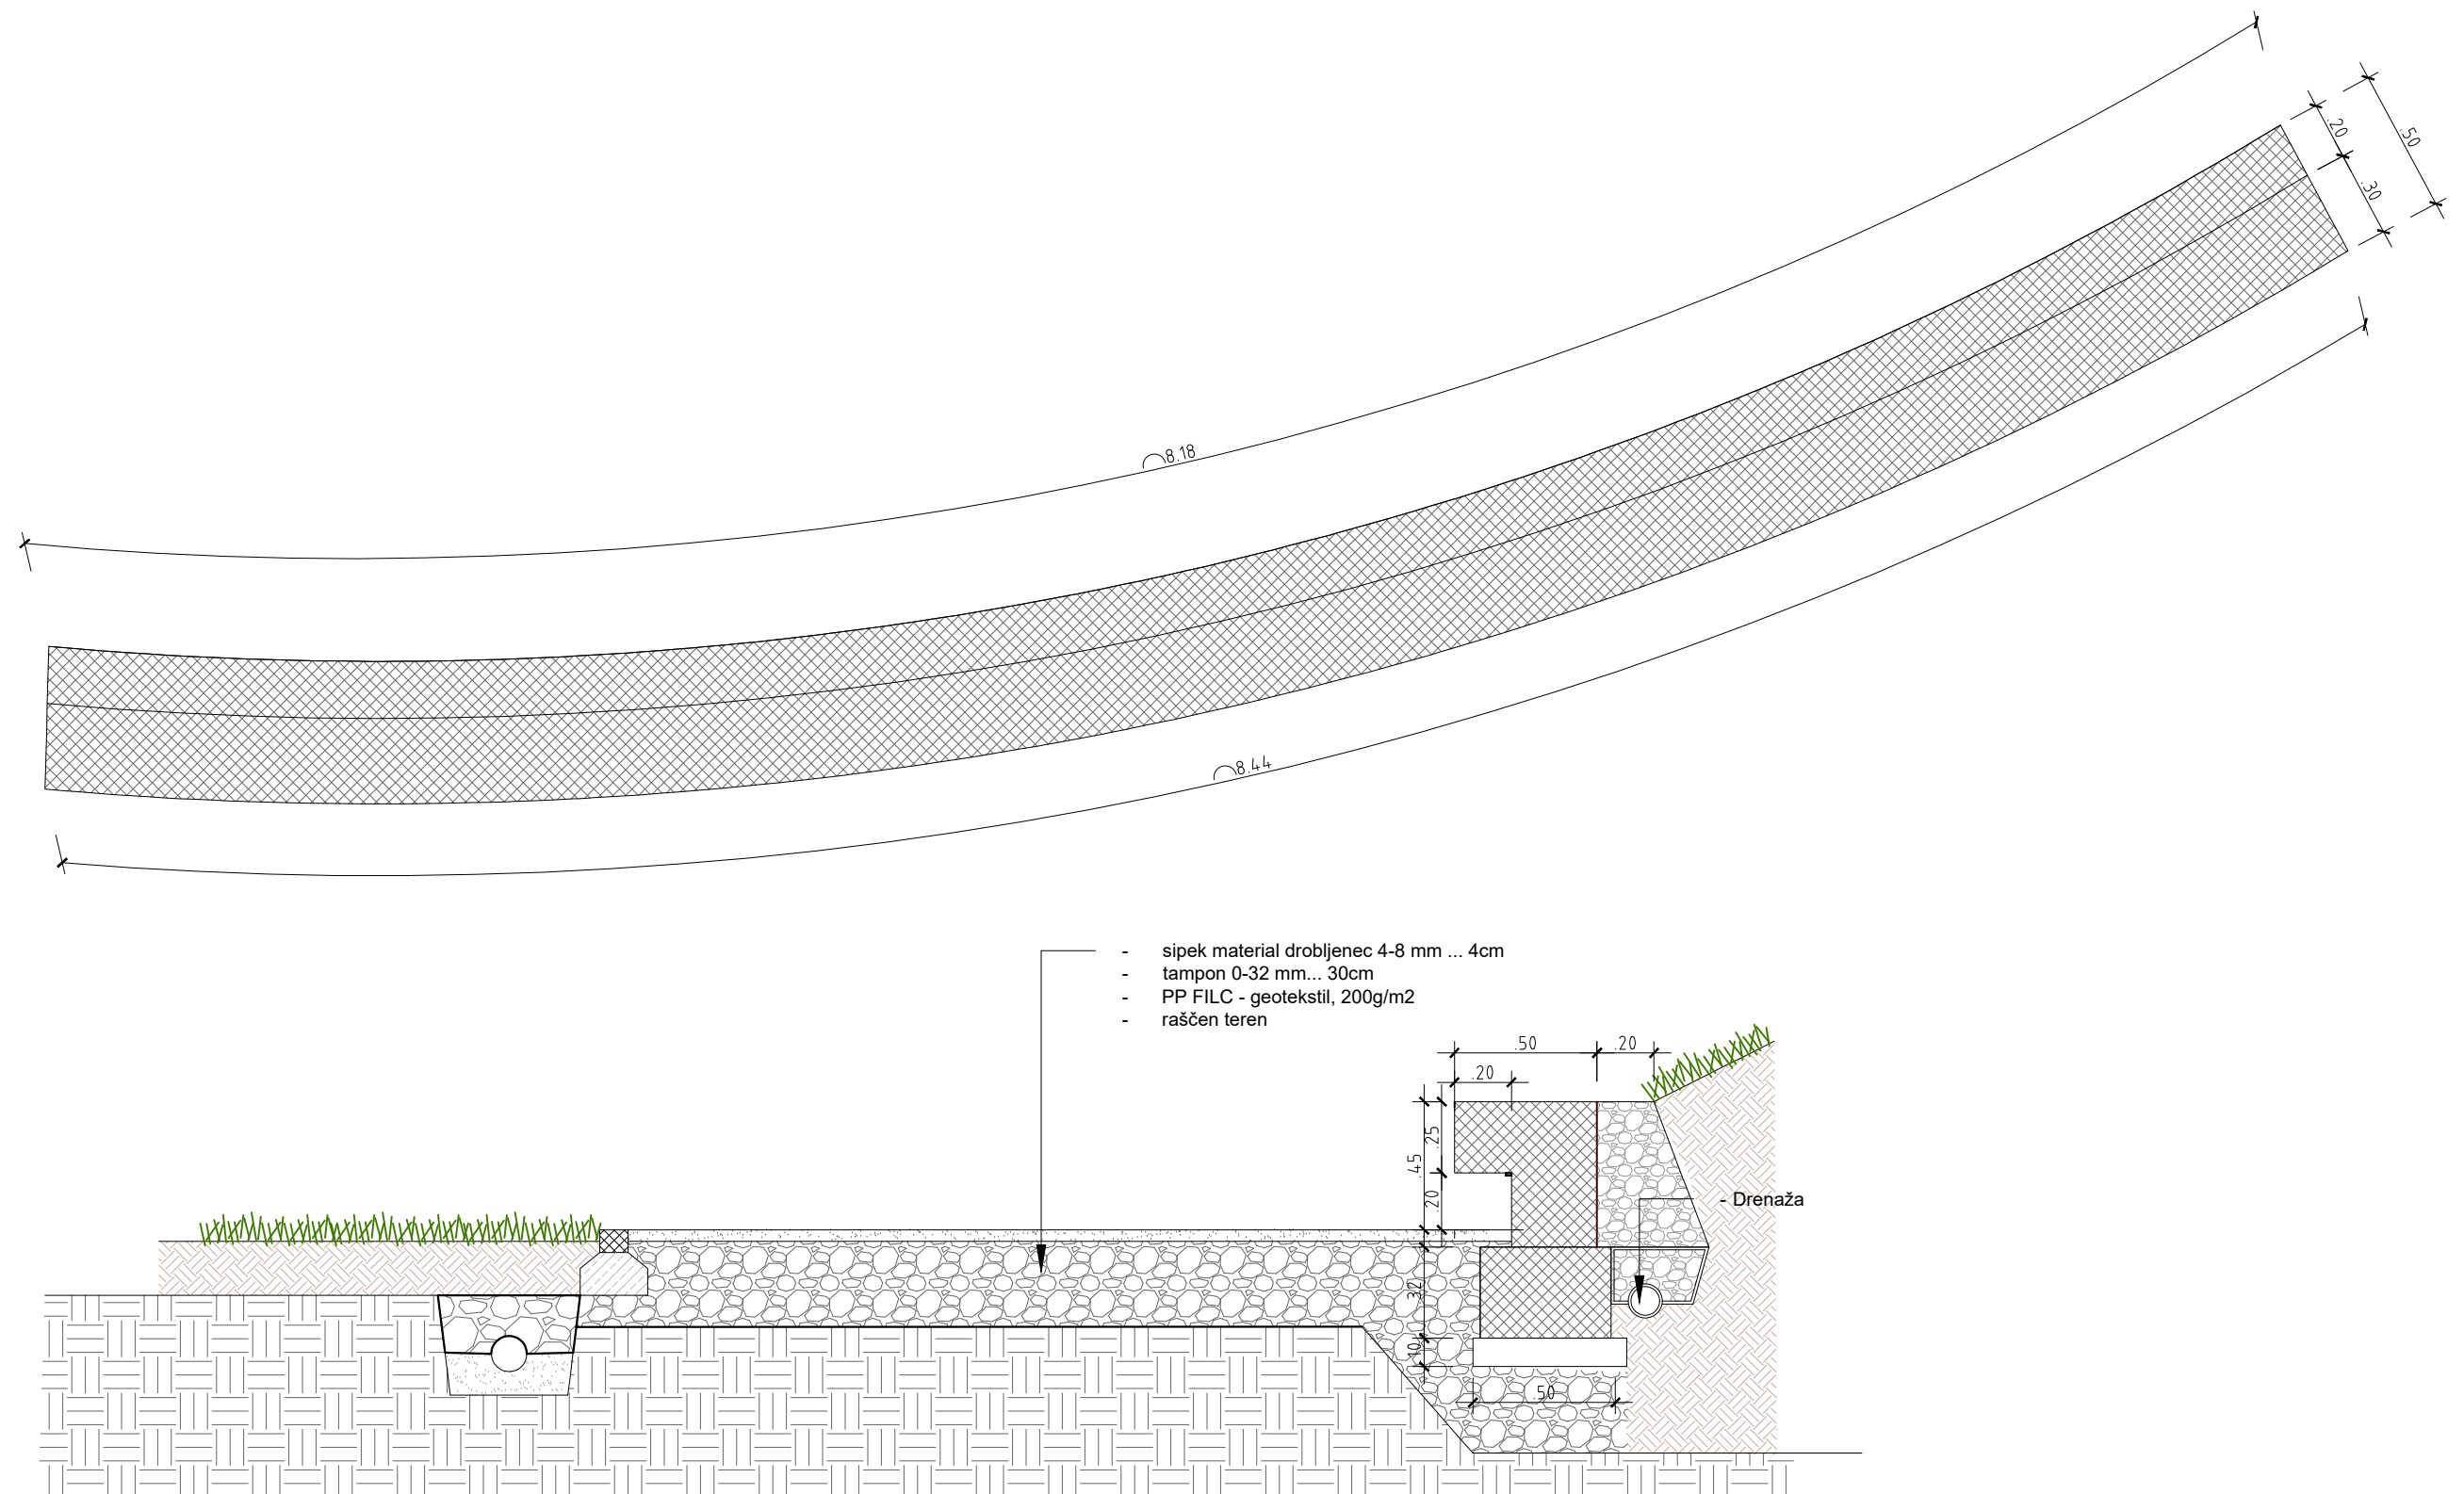 .20
.50
.30
8.18
8.44
- sipek material drobljenec 4-8 mm ... 4cm
- tampon 0-32 mm... 30cm
- PP FILC - geotekstil, 200g/m2
- raščen teren
.50
.20
.20
.25
.45
.20
- Drenaža
.32
.10
.50